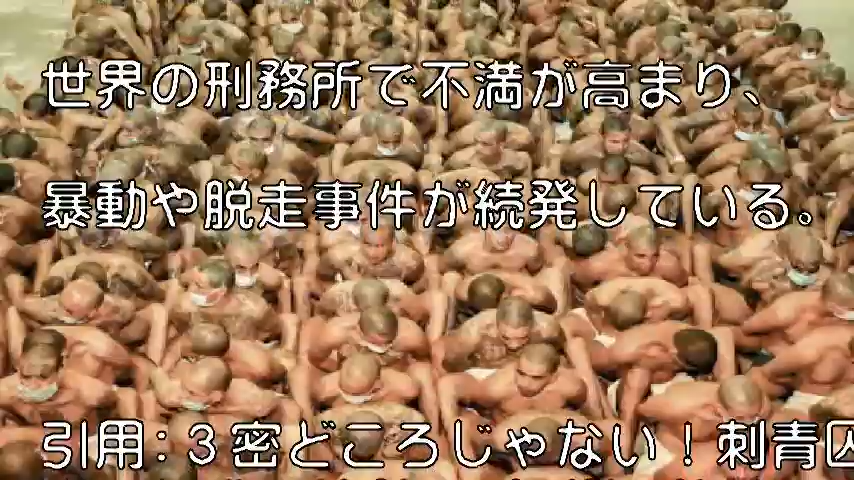 世界の刑務所で不満が高まり、
暴動や脱走事件が続発している。
引用:３密どころじゃない！刺青囚